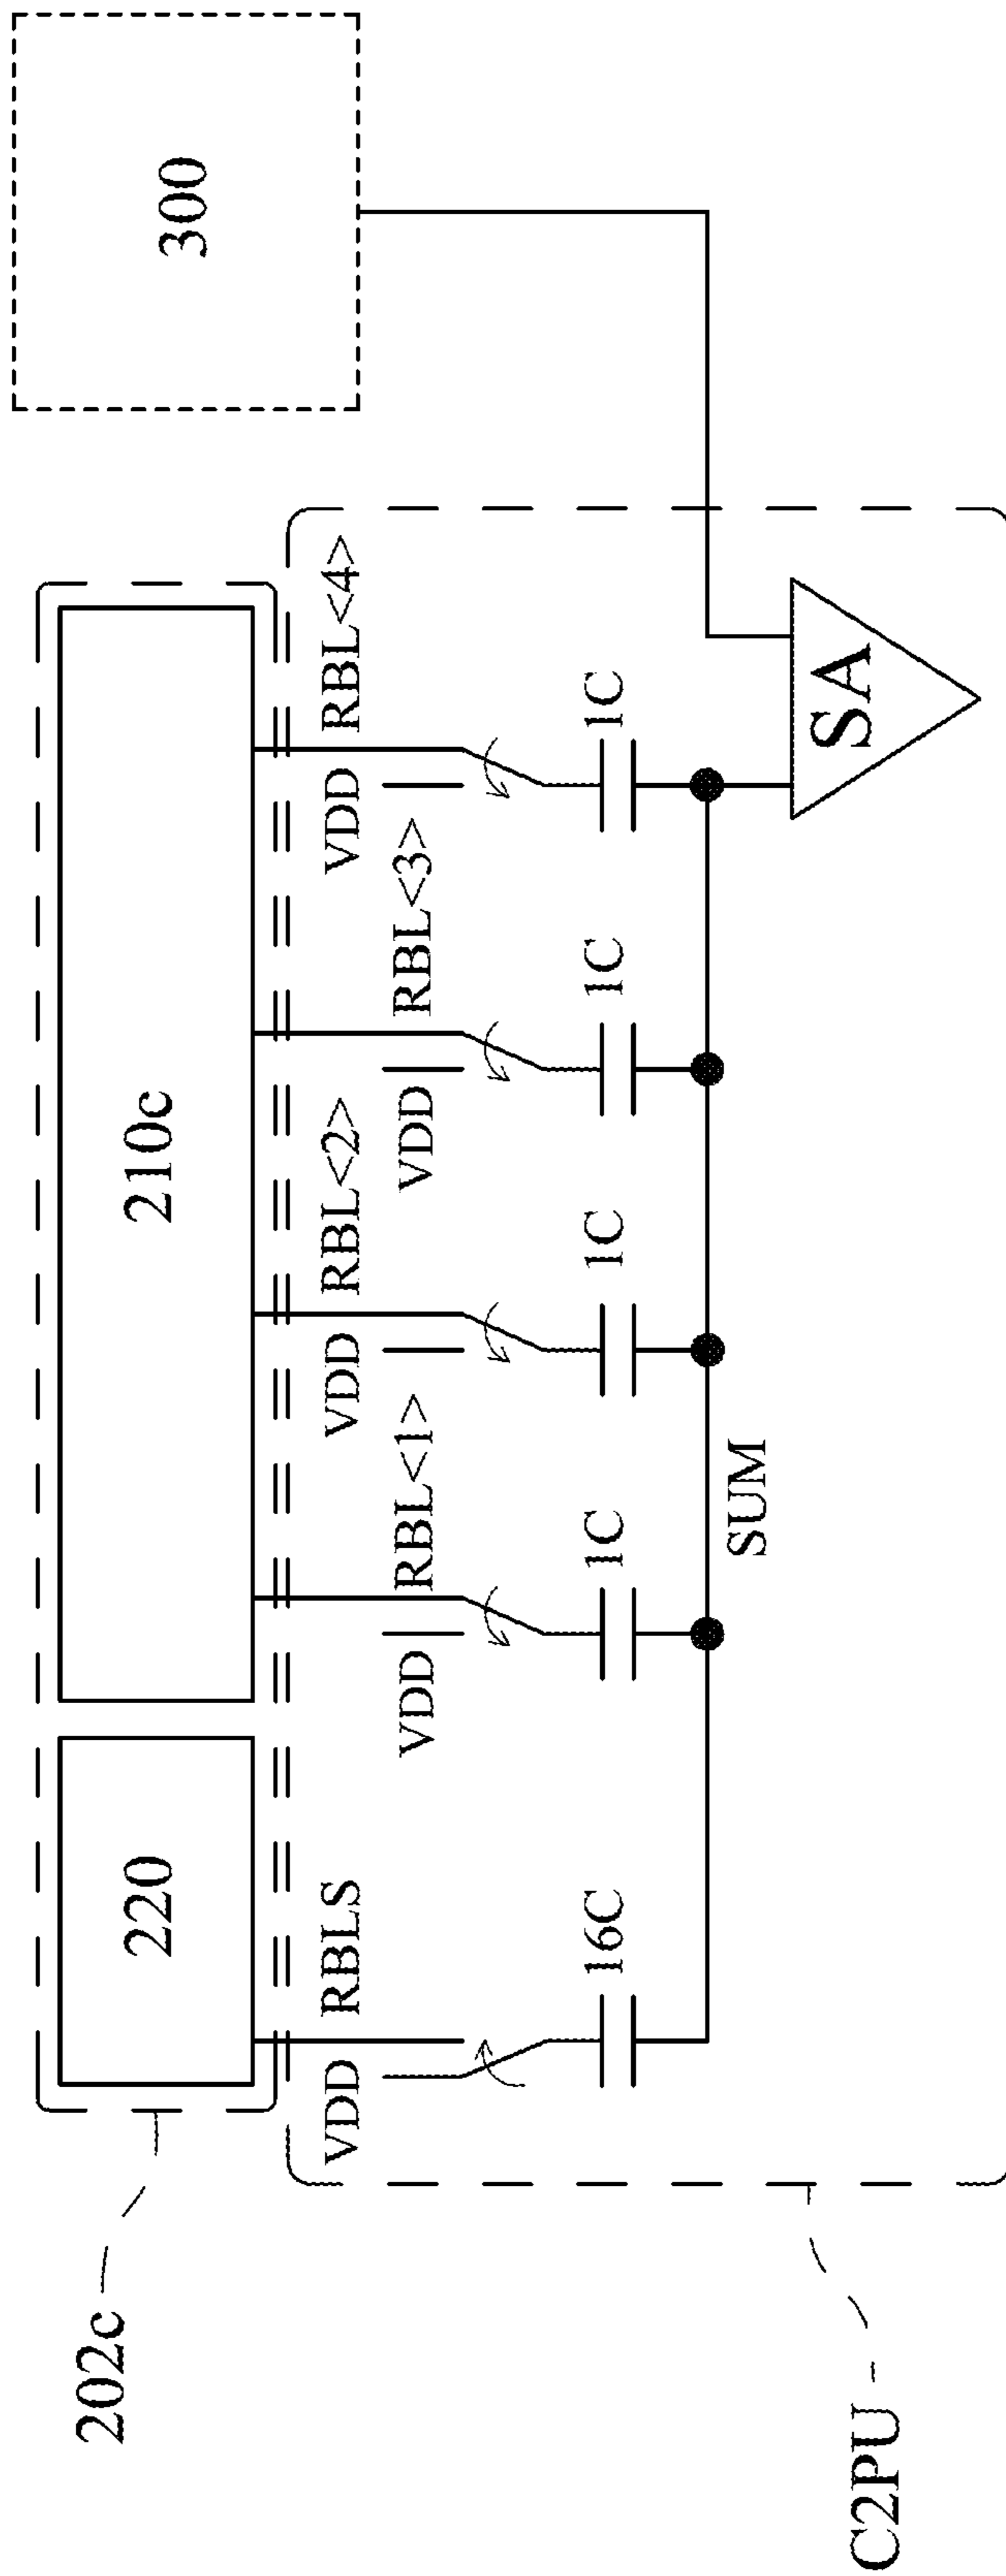 202c
220
210c
300
VDD
RBLS
VDD
RBL<1>
VDD
RBL<2>
VDD
RBL<3>
VDD
RBL<4>
16C
1C
1C
1C
1C
SUM
SA
C2PU